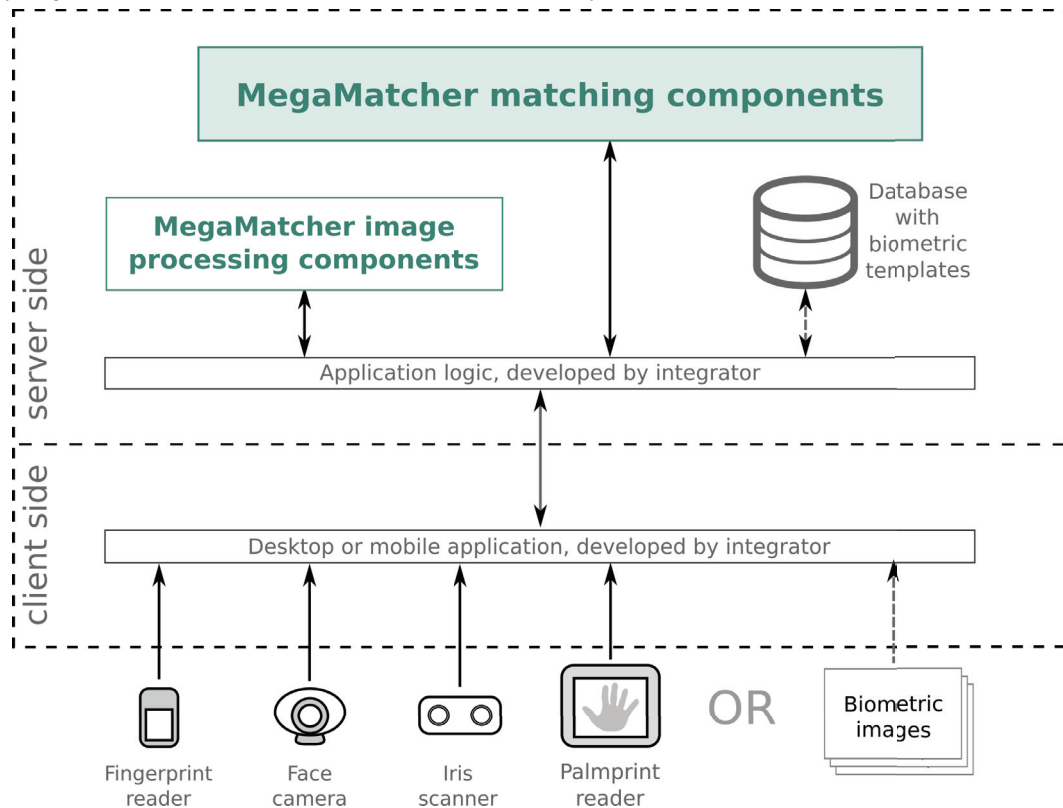 MegaMatcher matching components
MegaMatcher image
processing components
Database
with
biometric
templates
server side
Application logic, developed by integrator
client side
Desktop or mobile application, developed by integrator
Fingerprint
reader
Face
camera
Iris
scanner
Palmprint
reader
OR
Biometric
images